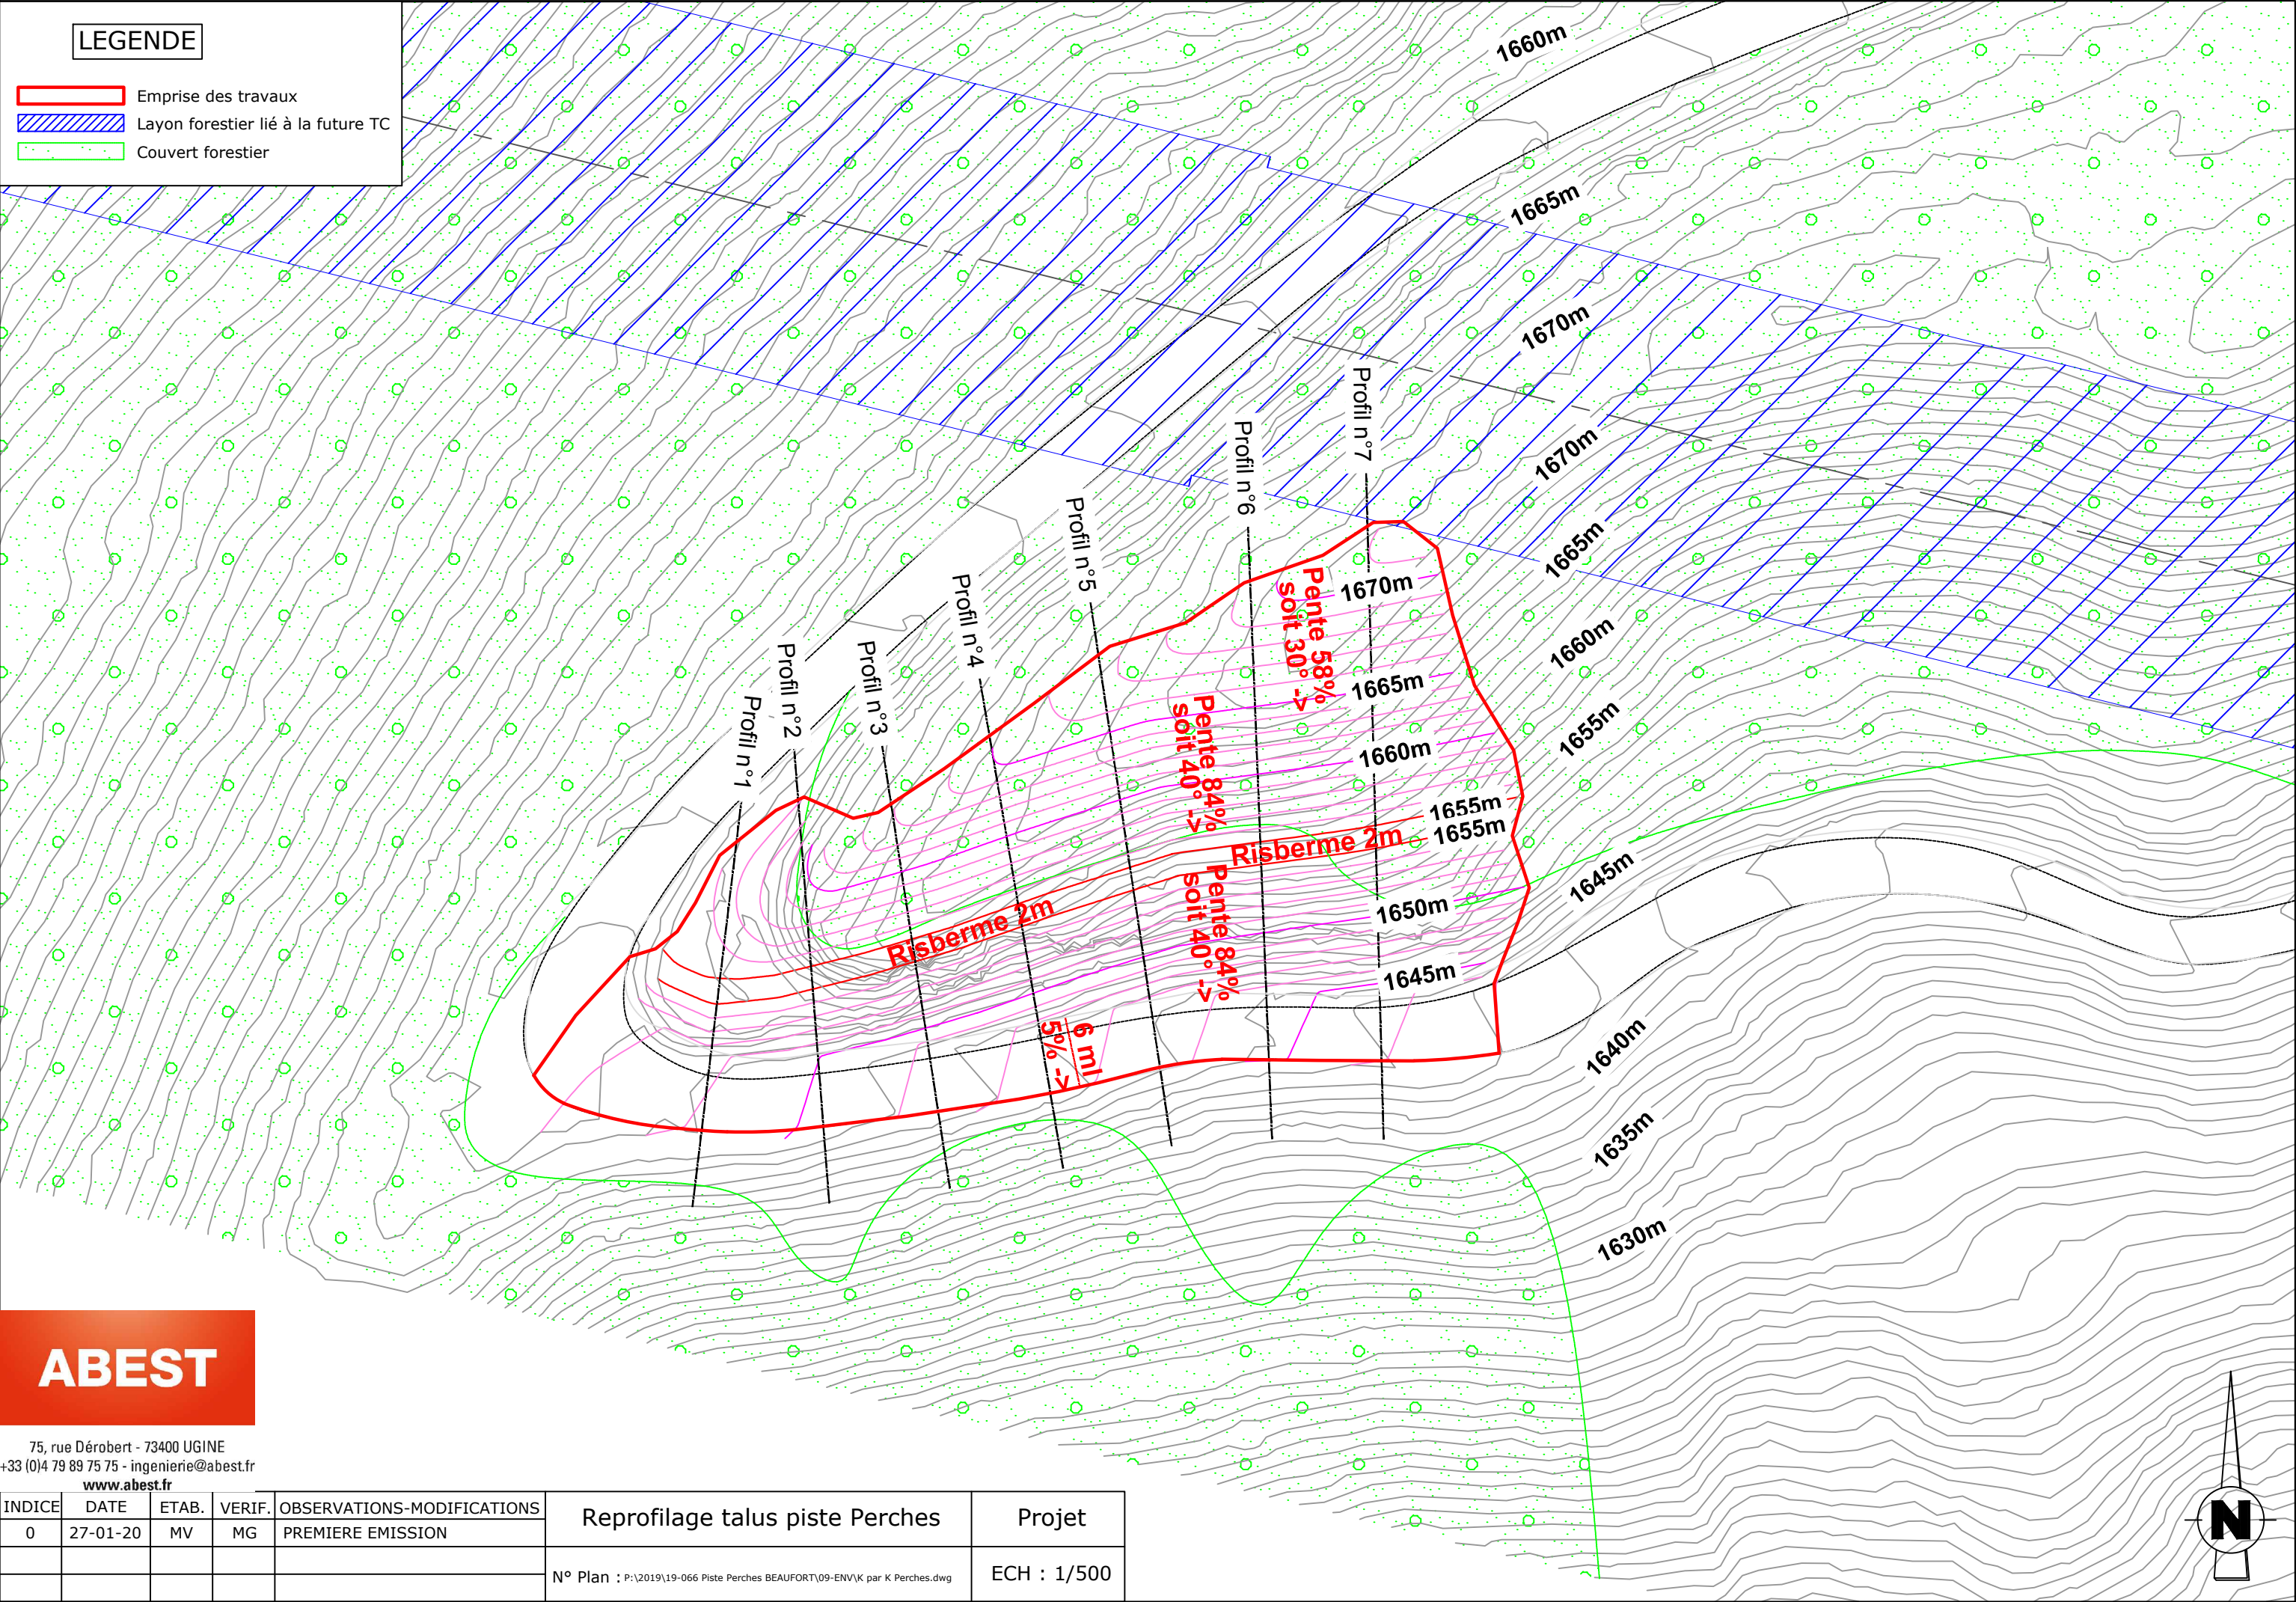 LEGENDE
Emprise des travaux
Layon forestier lié à la future TC
Couvert forestier
1660m
1665m
1670m
1670m
1665m
1660m
1655m
1645m
1640m
1635m
1630m
Profil n°1
Profil n°2
Profil n°3
Profil n°4
Profil n°5
Profil n°6
Profil n°7
Pente 58%
soit 30° ->
1670m
1665m
Pente 84%
soit 40° ->
1660m
1655m
1655m
Risberme 2m
Risberme 2m
Pente 84%
soit 40° ->
1650m
1645m
6 ml
5% ->
ABEST
75, rue Dérobert - 73400 UGINE
+33 (0)4 79 89 75 75 - ingenierie@abest.fr
www.abest.fr
INDICE DATE ETAB. VERIF. OBSERVATIONS-MODIFICATIONS
0 27-01-20 MV MG PREMIERE EMISSION
Reprofilage talus piste Perches
Projet
N° Plan : P:\2019\19-066 Piste Perches BEAUFORT\09-ENV\K par K Perches.dwg
ECH : 1/500
N